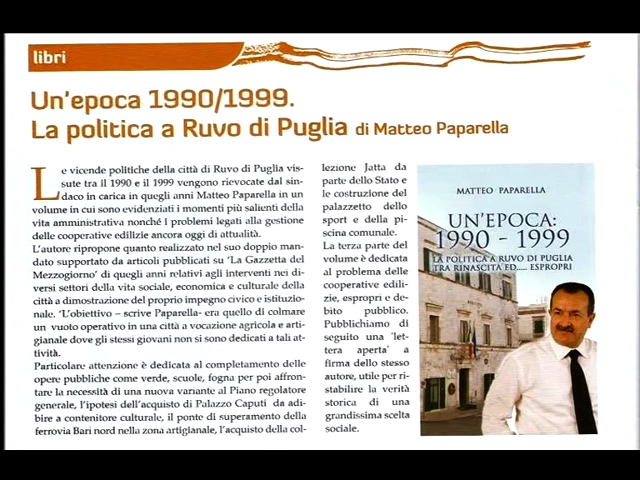 libri
Un'epoca 1990/1999.
La politica a Ruvo di Puglia di Matteo Paparella
Le vicende politiche della città di Ruvo di Puglia vis-
sute tra il 1990 e il 1999 vengono rievocate dal sin-
daco in carica in quegli anni Matteo Paparella in un
volume in cui sono evidenziati i momenti più salienti della
vita amministrativa nonché i problemi legati alla gestione
delle cooperative edilizie ancora oggi di attualità.
L'autore ripropone quanto realizzato nel suo doppio man-
dato supportato da articoli pubblicati su 'La Gazzetta del
Mezzogiorno' di quegli anni relativi agli interventi nei di-
versi settori della vita sociale, economica e culturale della
città a dimostrazione del proprio impegno civico e istituzio-
nale. 'L'obiettivo – scrive Paparella- era quello di colmare
un vuoto operativo in una città a vocazione agricola e arti-
gianale dove gli stessi giovani non si sono dedicati a tali at-
tività.
Particolare attenzione è dedicata al completamento delle
opere pubbliche come verde, scuole, fogna per poi affron-
tare la necessità di una nuova variante al Piano regolatore
generale, l'ipotesi dell'acquisto di Palazzo Caputi da adi-
bire a contenitore culturale, il ponte di superamento della
ferrovia Bari nord nella zona artigianale, l'acquisto della col-
lezione Jatta da
parte dello Stato e
le costruzione del
palazzetto dello
sport e della pi-
scina comunale.
La terza parte del
volume è dedicata
al problema delle
cooperative edili-
zie, espropri e de-
bito pubblico.
Pubblichiamo di
seguito una 'let-
tera aperta' a
firma dello stesso
autore, utile per ri-
stabilire la verità
storica di una
grandissima scelta
sociale.
MATTEO PAPARELLA
UN'EPOCA:
1990 - 1999
LA POLITICA A RUVO DI PUGLIA
TRA RINASCITA ED..... ESPROPRI